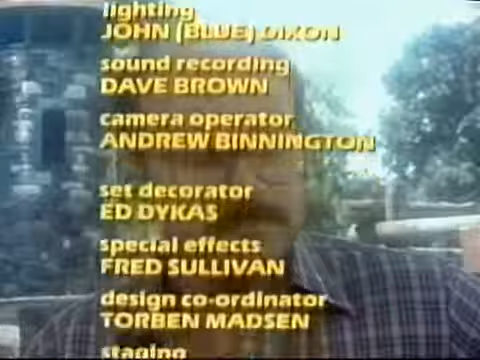 lighting
JOHN (BLUE) DIXON
sound recording
DAVE BROWN
camera operator
ANDREW BINNINGTON
set decorator
ED DYKAS
special effects
FRED SULLIVAN
design co-ordinator
TORBEN MADSEN
staging